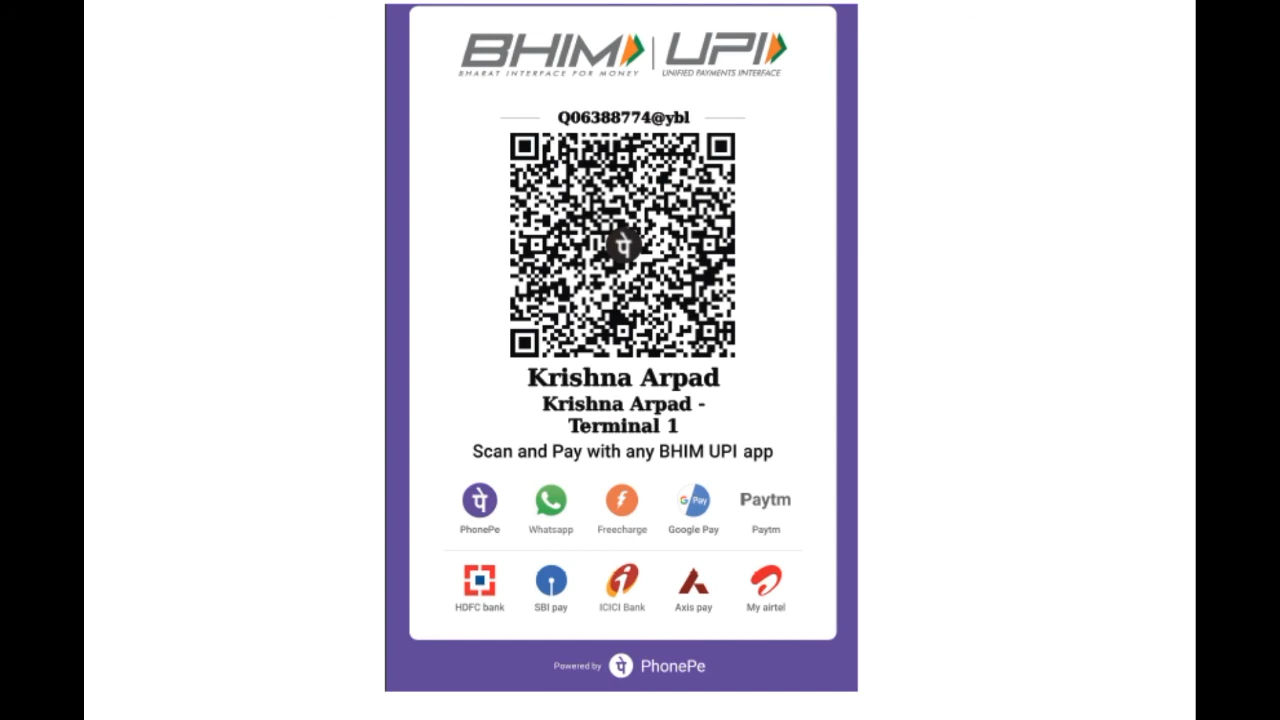 BHIM | UPI
BHARAT INTERFACE FOR MONEY UNIFIED PAYMENTS INTERFACE
Q06388774@ybl
पे
Krishna Arpad
Krishna Arpad -
Terminal 1
Scan and Pay with any BHIM UPI app
पे G Pay Paytm
PhonePe Whatsapp Freecharge Google Pay Paytm
HDFC bank SBI pay ICICI Bank Axis pay My airtel
Powered by पे PhonePe